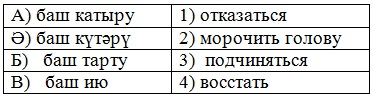 А) баш катыру 1) отказаться
Ә) баш күтәрү 2) морочить голову
Б) баш тарту 3) подчиняться
В) баш ию 4) восстать